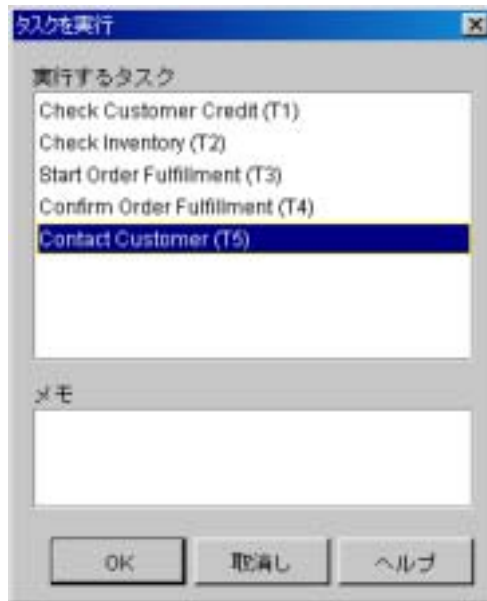 タスクを実行
実行するタスク
Check Customer Credit (T1)
Check Inventory (T2)
Start Order Fulfillment (T3)
Confirm Order Fulfillment (T4)
Contact Customer (T5)
メモ
OK 取消し ヘルプ